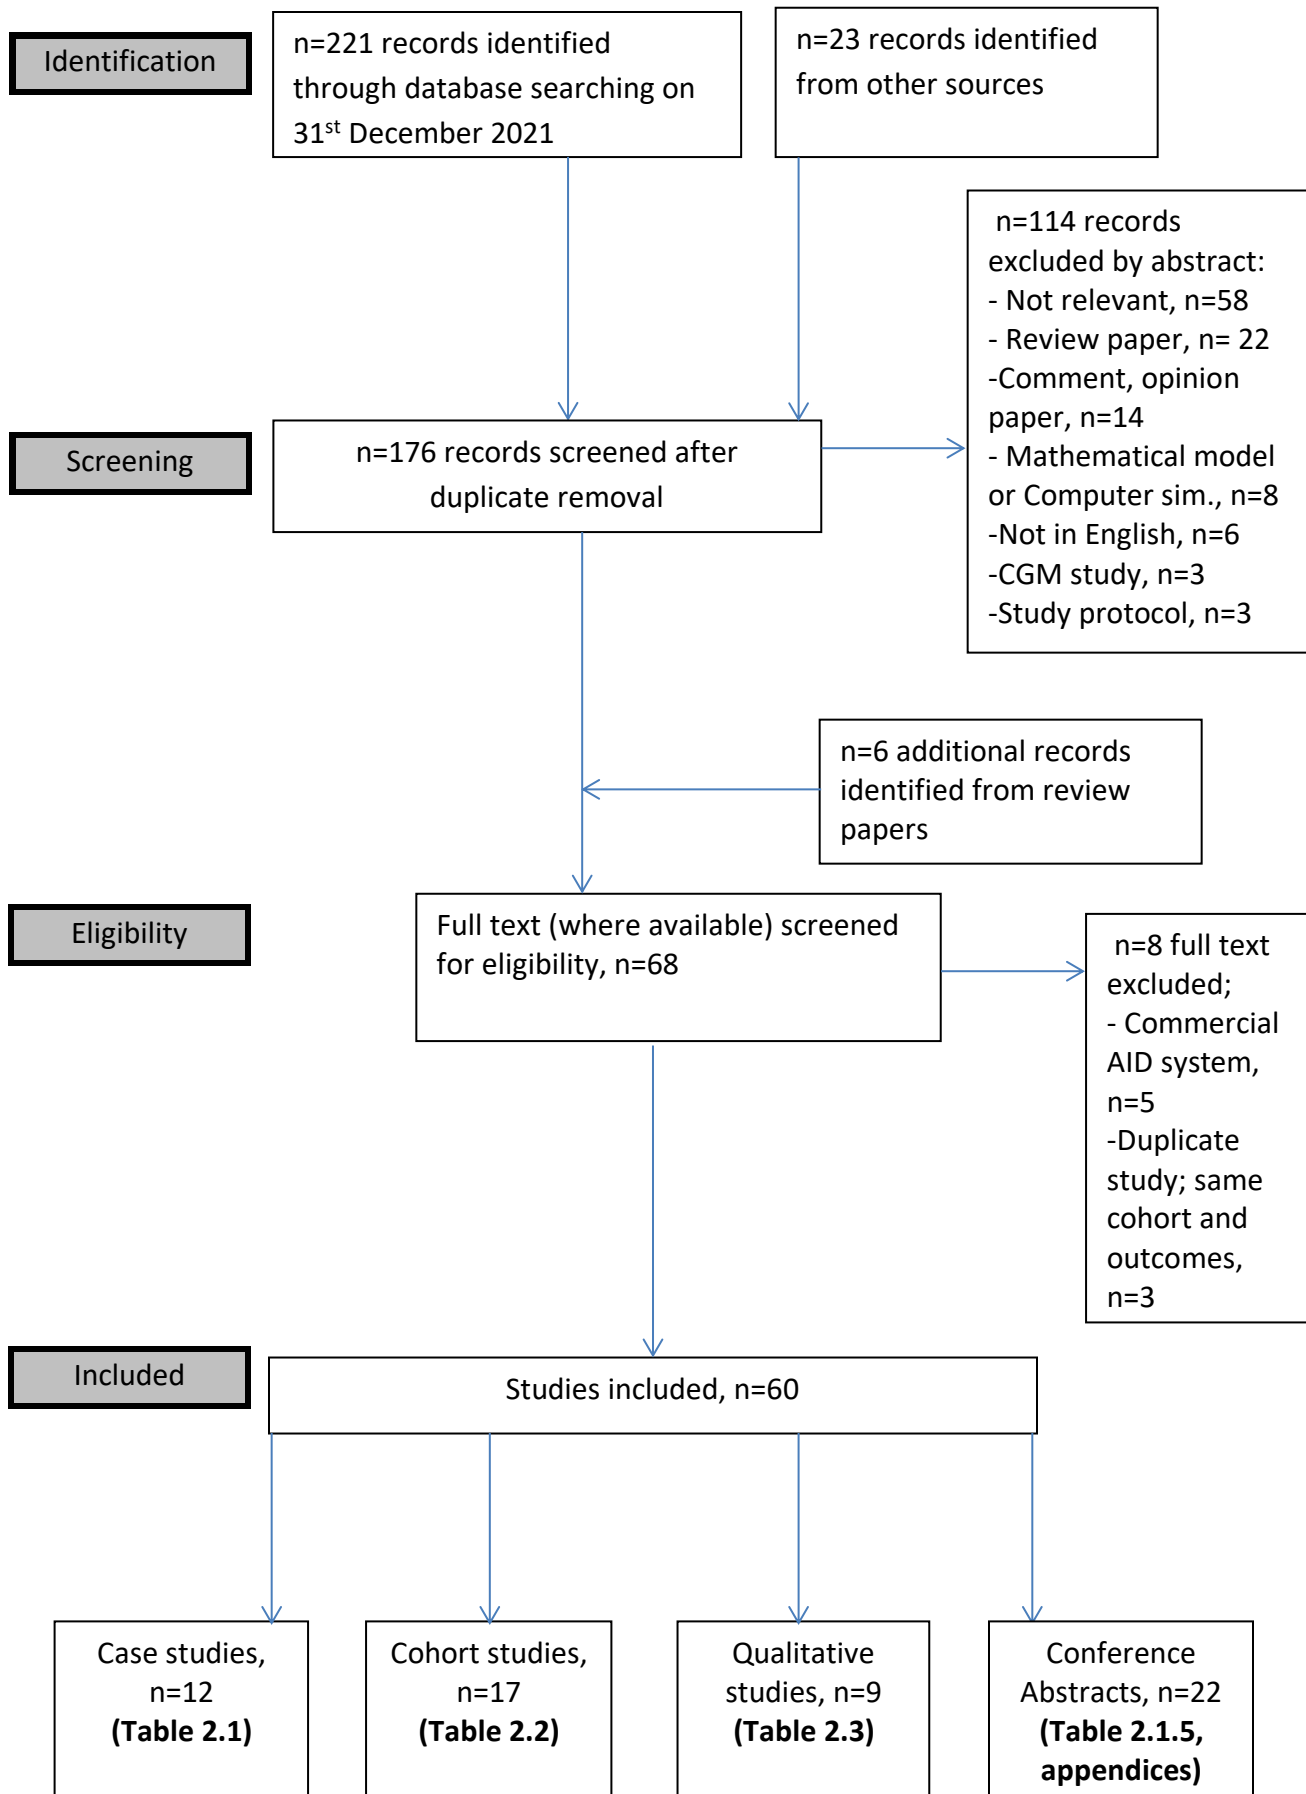 Identification
n=221 records identified
through database searching on
31st December 2021
n=23 records identified
from other sources
n=114 records
excluded by abstract:
- Not relevant, n=58
- Review paper, n= 22
-Comment, opinion
paper, n=14
- Mathematical model
or Computer sim., n=8
-Not in English, n=6
-CGM study, n=3
-Study protocol, n=3
Screening
n=176 records screened after
duplicate removal
n=6 additional records
identified from review
papers
Eligibility
Full text (where available) screened
for eligibility, n=68
n=8 full text
excluded;
- Commercial
AID system,
n=5
-Duplicate
study; same
cohort and
outcomes,
n=3
Included
Studies included, n=60
Case studies,
n=12
(Table 2.1)
Cohort studies,
n=17
(Table 2.2)
Qualitative
studies, n=9
(Table 2.3)
Conference
Abstracts, n=22
(Table 2.1.5,
appendices)